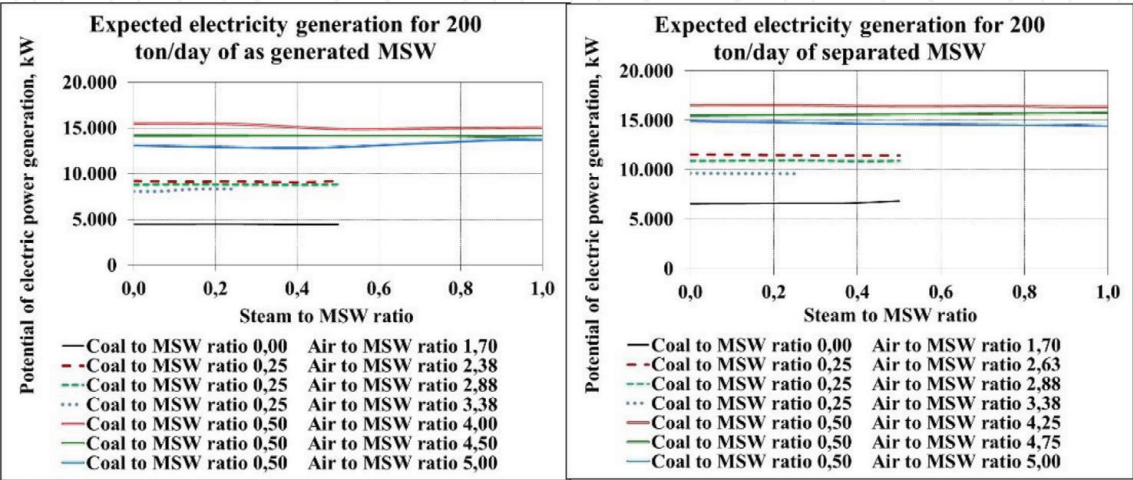 Expected electricity generation for 200
ton/day of as generated MSW
Potential of electric power generation, kW
20.000
15.000
10.000
5.000
0
0,0 0,2 0,4 0,6 0,8 1,0
Steam to MSW ratio
Coal to MSW ratio 0,00 Air to MSW ratio 1,70
Coal to MSW ratio 0,25 Air to MSW ratio 2,38
Coal to MSW ratio 0,25 Air to MSW ratio 2,88
Coal to MSW ratio 0,25 Air to MSW ratio 3,38
Coal to MSW ratio 0,50 Air to MSW ratio 4,00
Coal to MSW ratio 0,50 Air to MSW ratio 4,50
Coal to MSW ratio 0,50 Air to MSW ratio 5,00
Expected electricity generation for 200
ton/day of separated MSW
Potential of electric power generation, kW
20.000
15.000
10.000
5.000
0
0,0 0,2 0,4 0,6 0,8 1,0
Steam to MSW ratio
Coal to MSW ratio 0,00 Air to MSW ratio 1,70
Coal to MSW ratio 0,25 Air to MSW ratio 2,63
Coal to MSW ratio 0,25 Air to MSW ratio 2,88
Coal to MSW ratio 0,25 Air to MSW ratio 3,38
Coal to MSW ratio 0,50 Air to MSW ratio 4,25
Coal to MSW ratio 0,50 Air to MSW ratio 4,75
Coal to MSW ratio 0,50 Air to MSW ratio 5,00